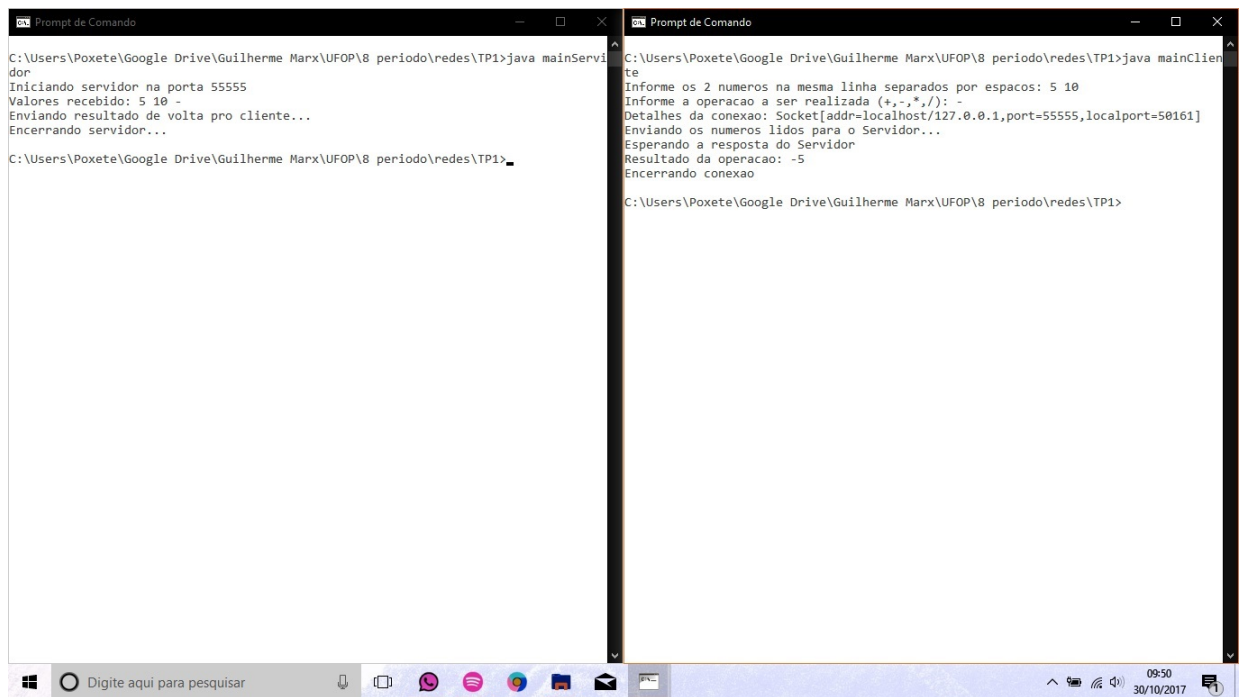 Prompt de Comando
C:\Users\Poxete\Google Drive\Guilherme Marx\UFOP\8 periodo\redes\TP1>java mainServi
dor
Iniciando servidor na porta 55555
Valores recebido: 5 10 -
Enviando resultado de volta pro cliente...
Encerrando servidor...
C:\Users\Poxete\Google Drive\Guilherme Marx\UFOP\8 periodo\redes\TP1>
Prompt de Comando
C:\Users\Poxete\Google Drive\Guilherme Marx\UFOP\8 periodo\redes\TP1>java mainClien
te
Informe os 2 numeros na mesma linha separados por espacos: 5 10
Informe a operacao a ser realizada (+,-,*,/): -
Detalhes da conexao: Socket[addr=localhost/127.0.0.1,port=55555,localport=50161]
Enviando os numeros lidos para o Servidor...
Esperando a resposta do Servidor
Resultado da operacao: -5
Encerrando conexao
C:\Users\Poxete\Google Drive\Guilherme Marx\UFOP\8 periodo\redes\TP1>
Digite aqui para pesquisar
09:50
30/10/2017
1